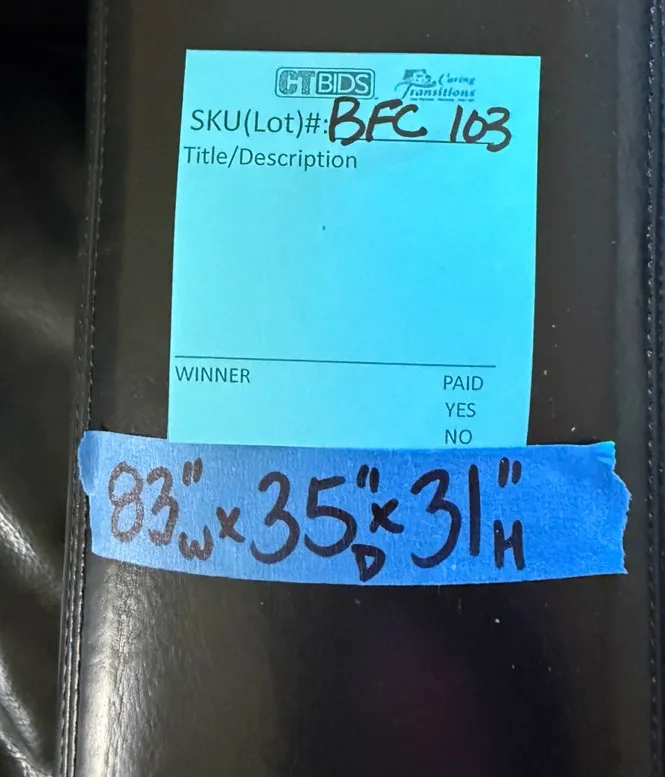 CTBIDS Caring Transitions
SKU(Lot)#: BFC 103
Title/Description
WINNER PAID
YES
NO
83"W x 35"D x 31"H